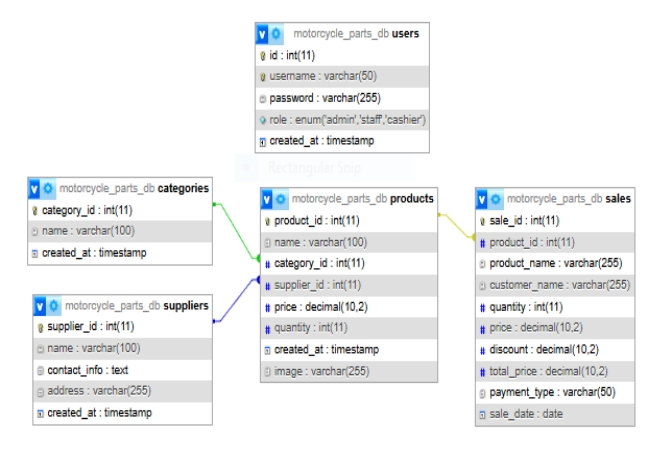 motorcycle_parts_db users
id : int(11)
username : varchar(50)
password : varchar(255)
role : enum('admin','staff','cashier')
created_at : timestamp
Rectangular Snip
motorcycle_parts_db categories
category_id : int(11)
name : varchar(100)
created_at : timestamp
motorcycle_parts_db suppliers
supplier_id : int(11)
name : varchar(100)
contact_info : text
address : varchar(255)
created_at : timestamp
motorcycle_parts_db products
product_id : int(11)
name : varchar(100)
category_id : int(11)
supplier_id : int(11)
price : decimal(10,2)
quantity : int(11)
created_at : timestamp
image : varchar(255)
motorcycle_parts_db sales
sale_id : int(11)
product_id : int(11)
product_name : varchar(255)
customer_name : varchar(255)
quantity : int(11)
price : decimal(10,2)
discount : decimal(10,2)
total_price : decimal(10,2)
payment_type : varchar(50)
sale_date : date